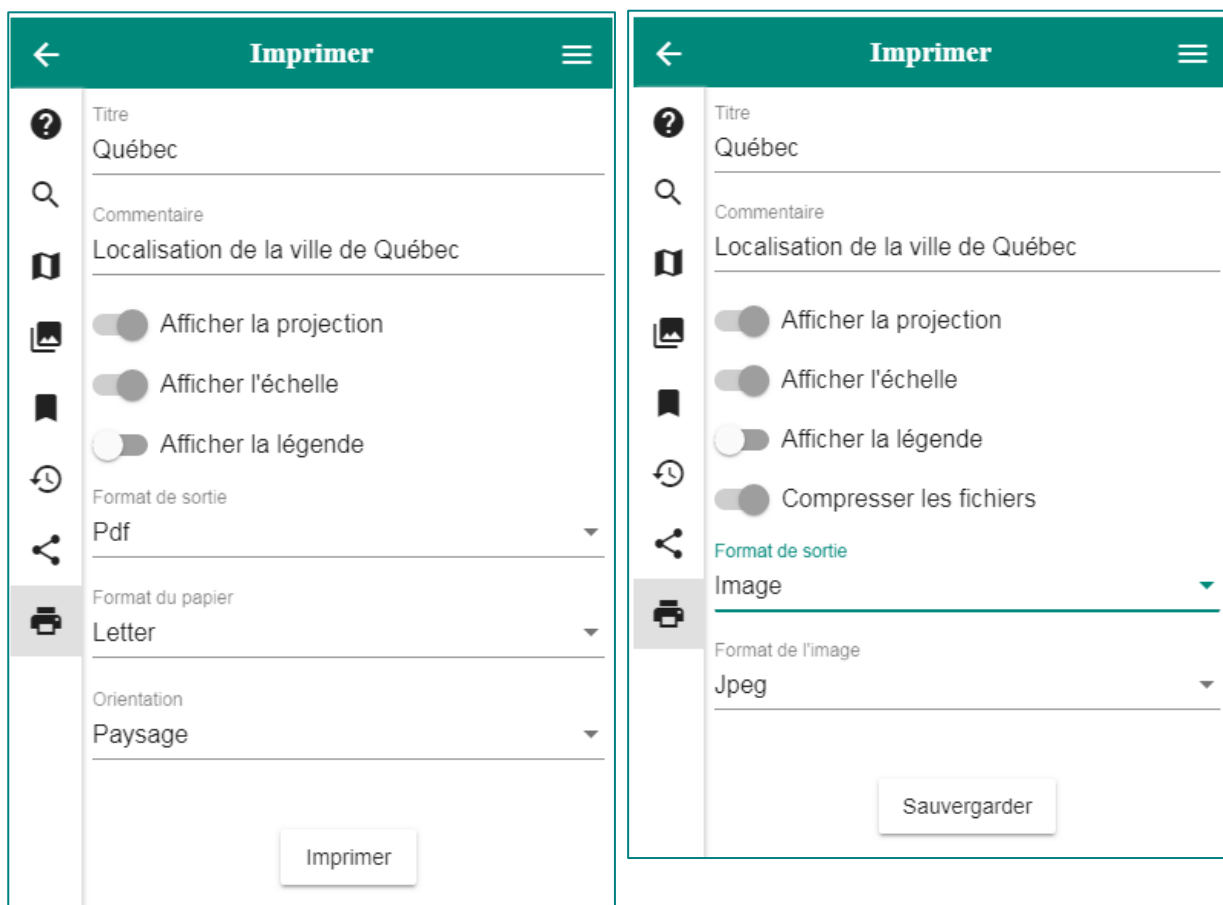 Imprimer
Titre
Québec
Commentaire
Localisation de la ville de Québec
Afficher la projection
Afficher l'échelle
Afficher la légende
Format de sortie
Pdf
Format du papier
Letter
Orientation
Paysage
Imprimer
Imprimer
Titre
Québec
Commentaire
Localisation de la ville de Québec
Afficher la projection
Afficher l'échelle
Afficher la légende
Compresser les fichiers
Format de sortie
Image
Format de l'image
Jpeg
Sauvergarder